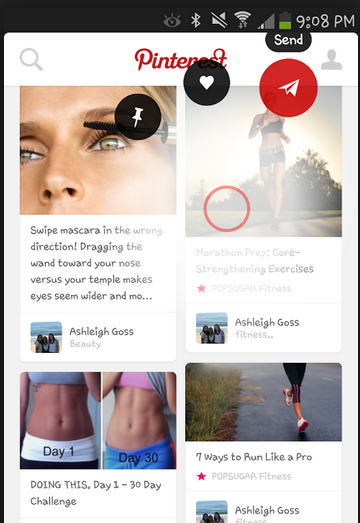 9:08 PM
Send
Pinterest
Swipe mascara in the wrong
direction! Dragging the
wand toward your nose
versus your temple makes
eyes seem wider and mo...
Ashleigh Goss
Beauty
Marathon Prep: Core-
Strengthening Exercises
POPSUGAR Fitness
Ashleigh Goss
fitness..
Day 1
Day 30
DOING THIS, Day 1 - 30 Day
Challenge
7 Ways to Run Like a Pro
POPSUGAR Fitness
Ashleigh Goss
fitness